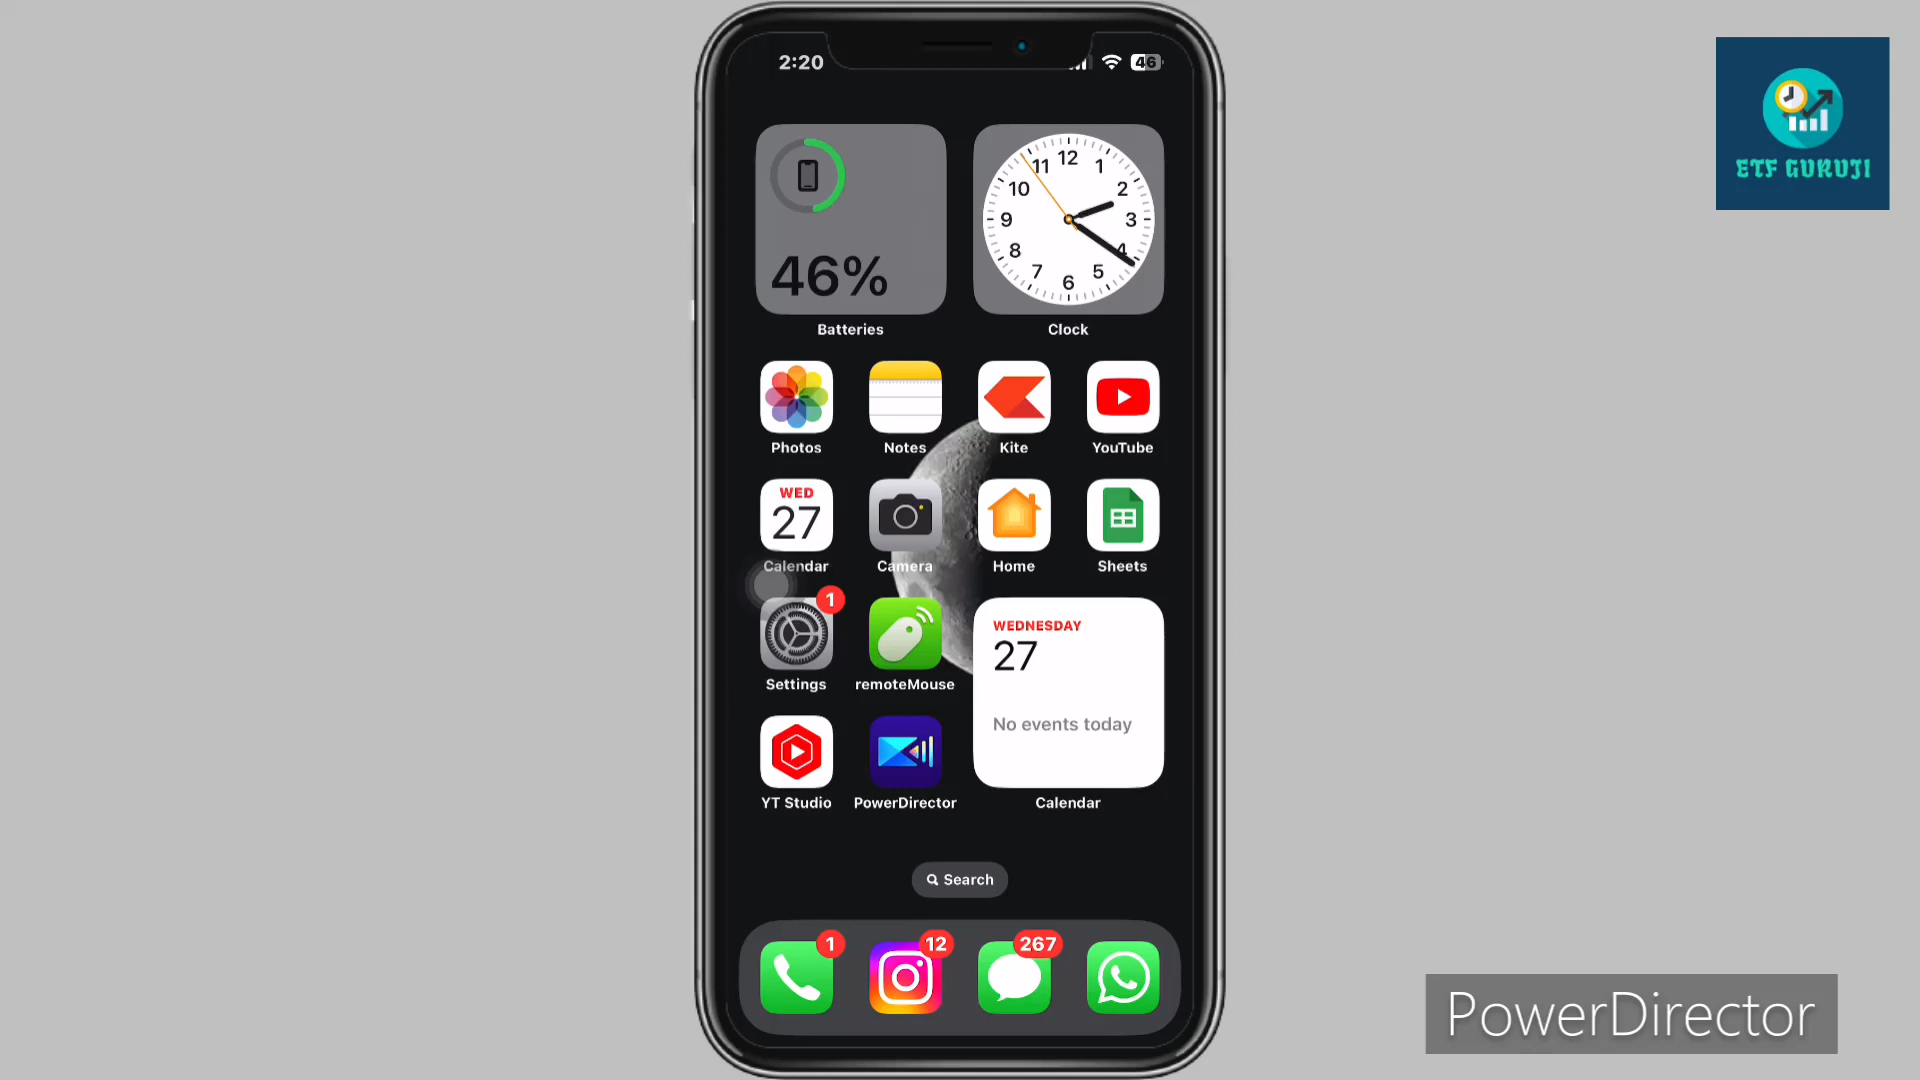 2:20
46
ETF GURUJI
46%
12
1
2
3
4
5
6
7
8
9
10
11
Batteries
Clock
Photos
Notes
Kite
YouTube
WED
27
Calendar
Camera
Home
Sheets
1
WEDNESDAY
27
No events today
Settings
remoteMouse
YT Studio
PowerDirector
Calendar
Search
1
12
267
PowerDirector